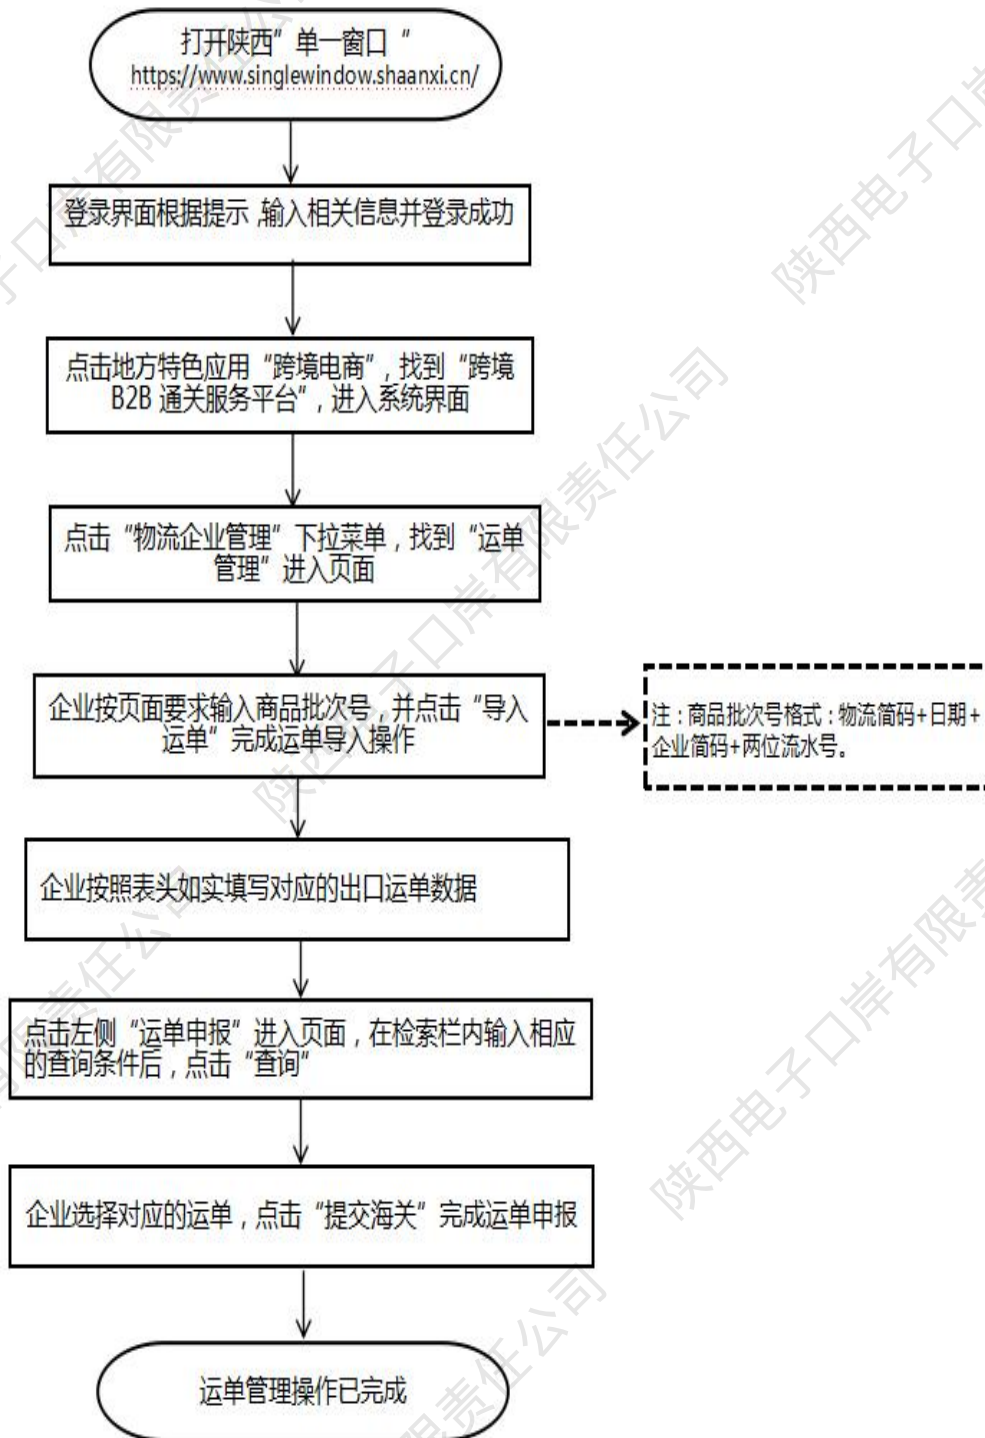 打开陕西”单一窗口“
https://www.singlewindow.shaanxi.cn/
登录界面根据提示,输入相关信息并登录成功
点击地方特色应用“跨境电商”，找到“跨境
B2B 通关服务平台”，进入系统界面
点击“物流企业管理”下拉菜单，找到“运单
管理”进入页面
企业按页面要求输入商品批次号，并点击“导入
运单”完成运单导入操作
注：商品批次号格式：物流简码+日期+
企业简码+两位流水号。
企业按照表头如实填写对应的出口运单数据
点击左侧“运单申报”进入页面，在检索栏内输入相应
的查询条件后，点击“查询”
企业选择对应的运单，点击“提交海关”完成运单申报
运单管理操作已完成
陕西电子口岸有限责任公司